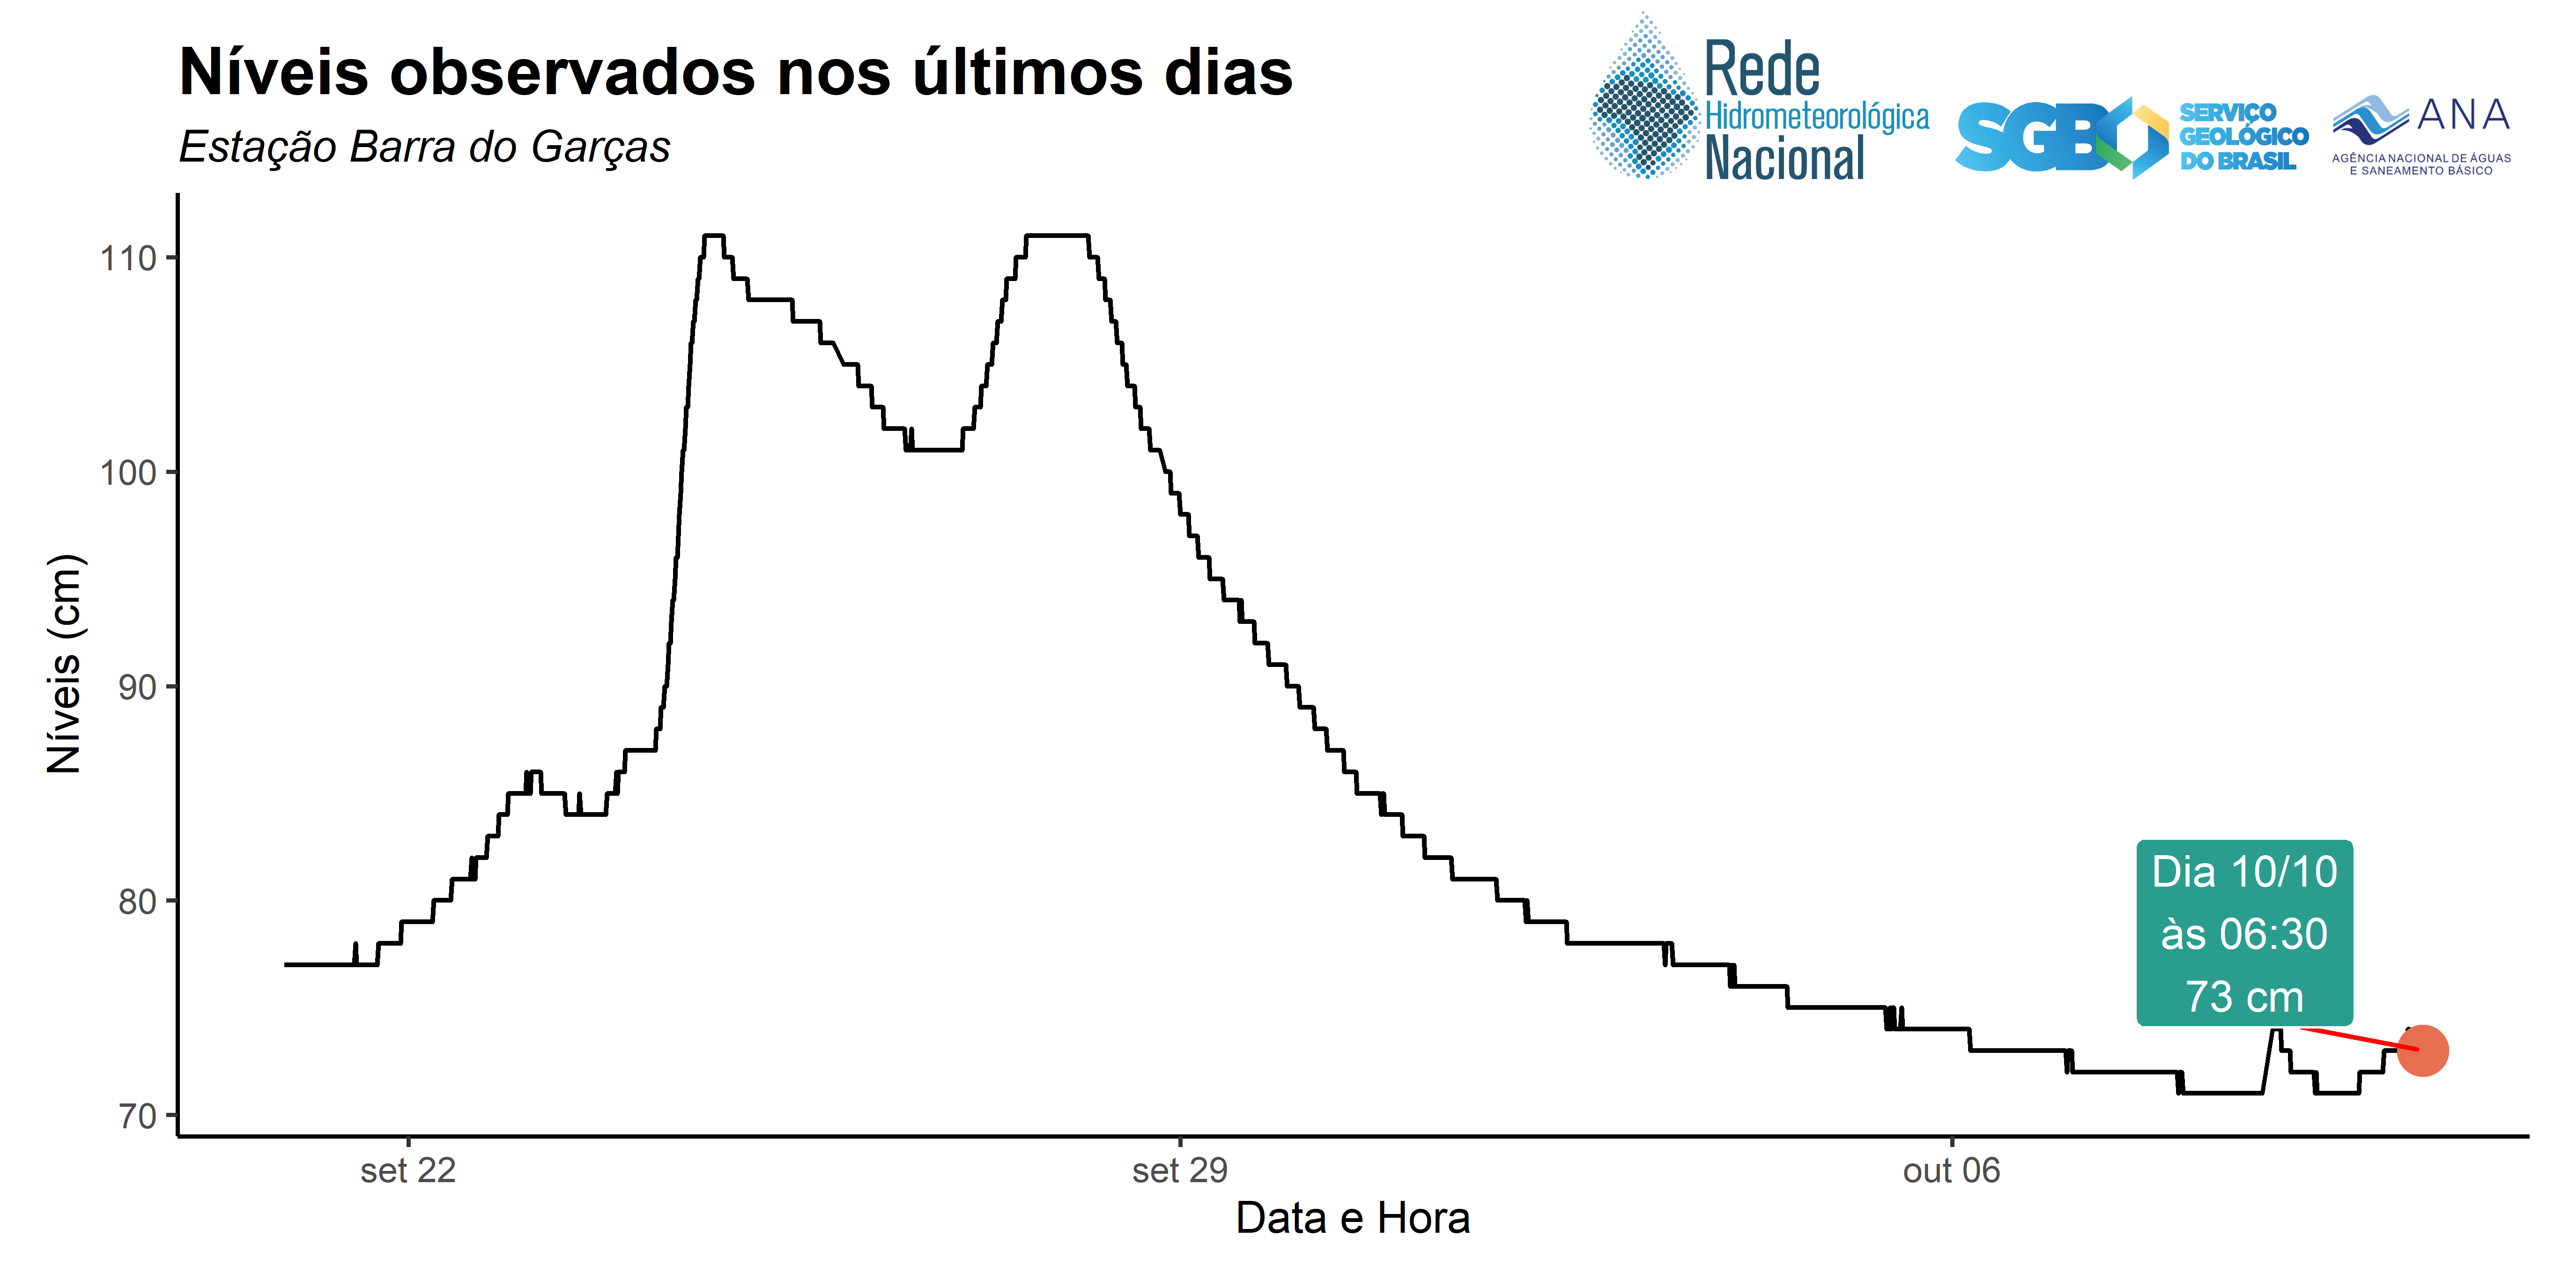 Níveis observados nos últimos dias
Estação Barra do Garças
Rede
Hidrometeorológica
Nacional
SGB
SERVIÇO
GEOLÓGICO
DO BRASIL
ANA
AGÊNCIA NACIONAL DE ÁGUAS
E SANEAMENTO BÁSICO
Níveis (cm)
110
100
90
80
70
Dia 10/10
às 06:30
73 cm
set 22
set 29
out 06
Data e Hora